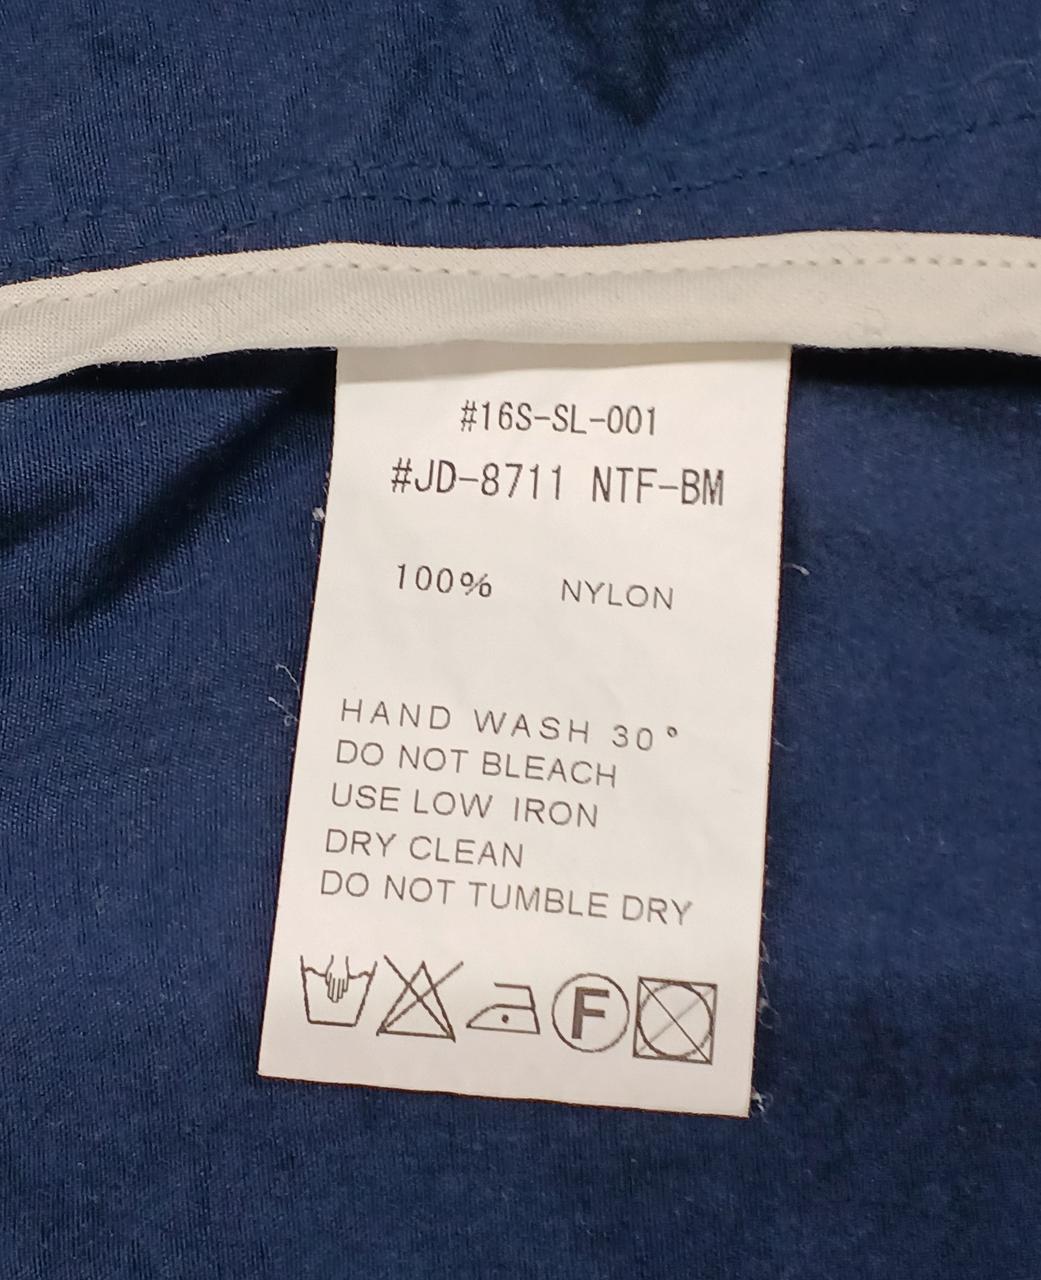 #16S-SL-001
#JD-8711 NTF-BM
100% NYLON
HAND WASH 30°
DO NOT BLEACH
USE LOW IRON
DRY CLEAN
DO NOT TUMBLE DRY
F